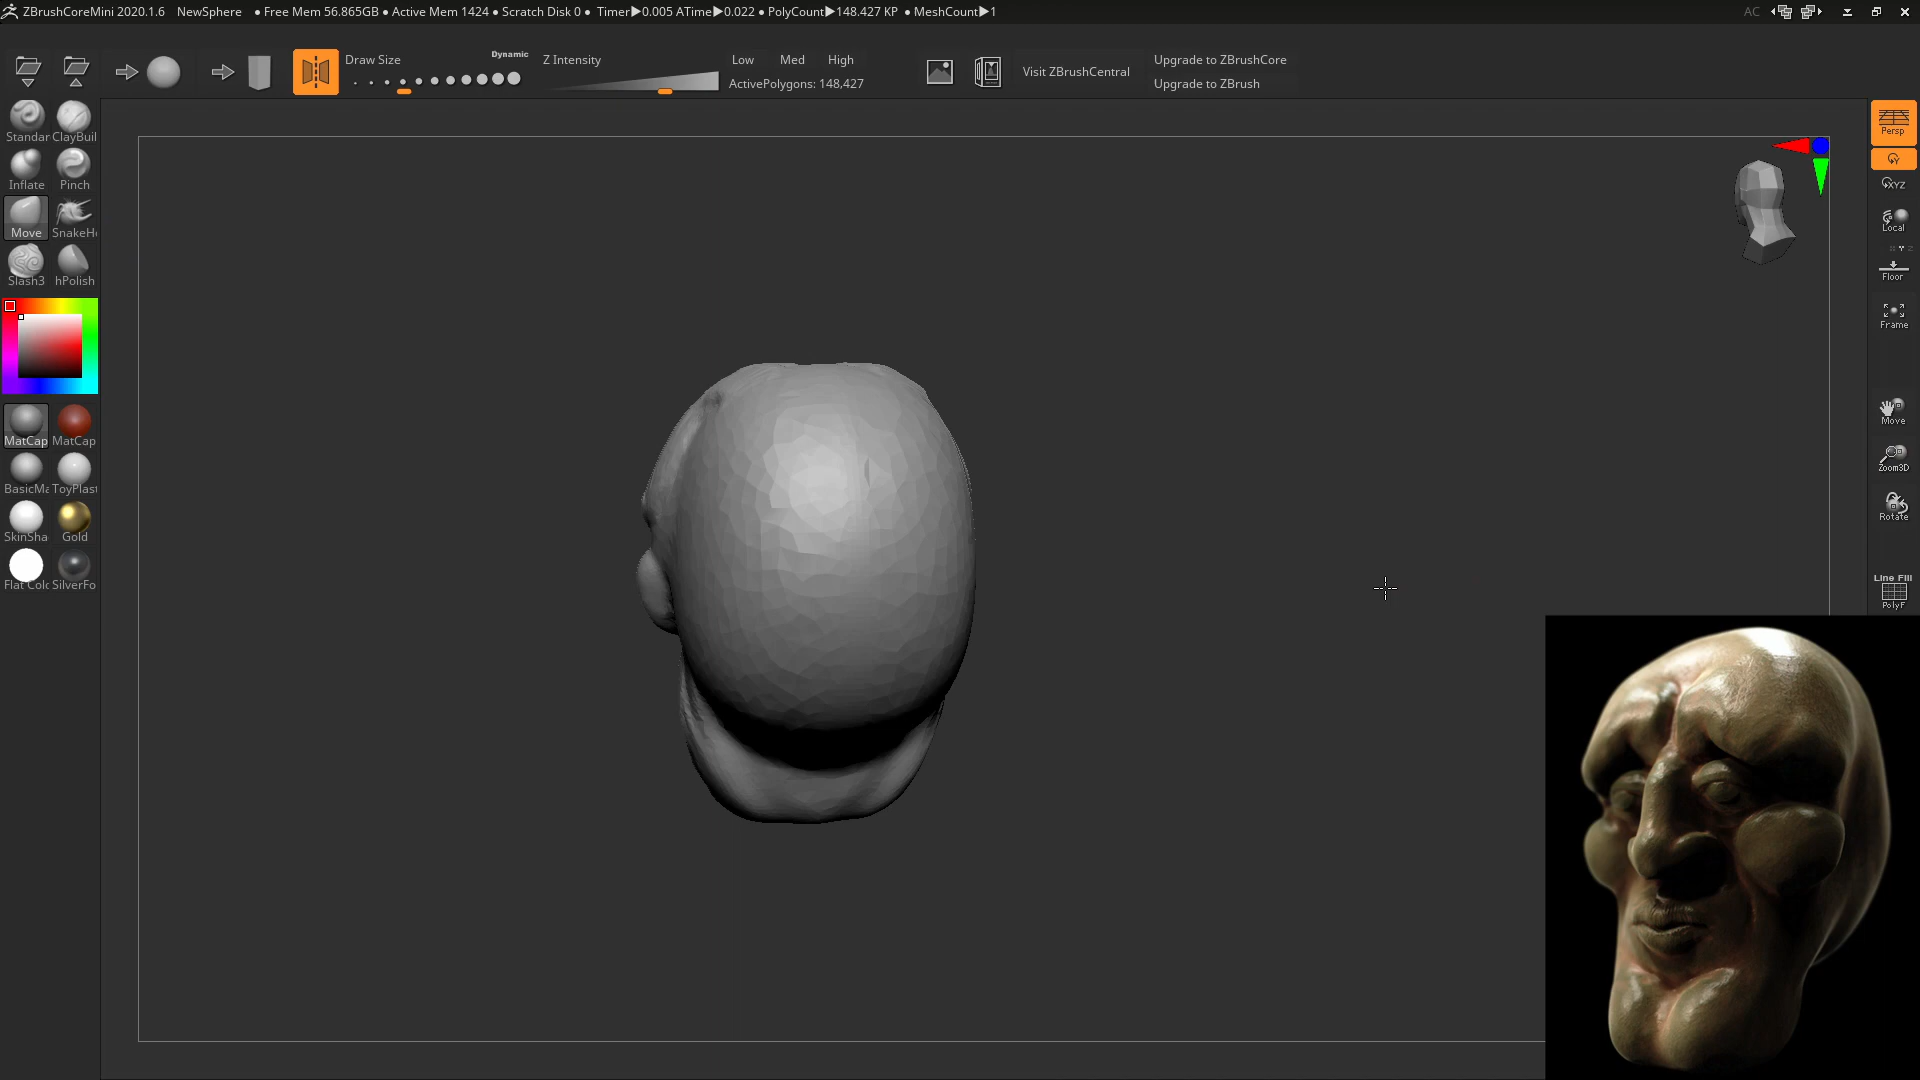 ZBrushCoreMini 2020.1.6 NewSphere ● Free Mem 56.865GB ● Active Mem 1424 ● Scratch Disk 0 ● Timer▶0.005 ATime▶0.022 ● PolyCount▶148.427 KP ● MeshCount▶1
AC
Draw Size
Dynamic
Z Intensity
Low Med High
ActivePolygons: 148,427
Visit ZBrushCentral
Upgrade to ZBrushCore
Upgrade to ZBrush
Standar ClayBuil
Inflate Pinch
Move SnakeH
Slash3 hPolish
MatCap MatCap
BasicMa ToyPlast
SkinSha Gold
Flat Colo SilverFo
Persp
Y
XYZ
Local
Floor
Frame
Move
Zoom3D
Rotate
Line Fill
PolyF